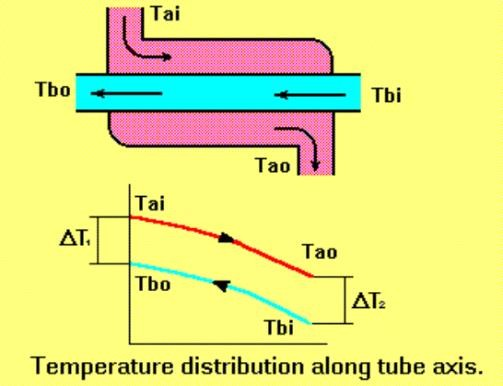 Tai
Tbo
Tbi
Tao
Tai
ΔT₁
Tao
Tbo
ΔT₂
Tbi
Temperature distribution along tube axis.